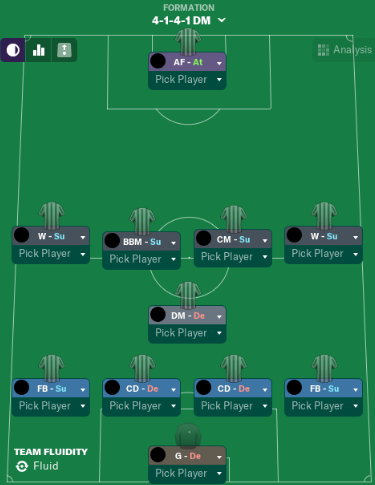 FORMATION
4-1-4-1 DM
Analysis
AF - At
Pick Player
W - Su
BBM - Su
CM - Su
W - Su
Pick Player
Pick Player
Pick Player
Pick Player
DM - De
Pick Player
FB - Su
CD - De
CD - De
FB - Su
Pick Player
Pick Player
Pick Player
Pick Player
G - De
Pick Player
TEAM FLUIDITY
Fluid